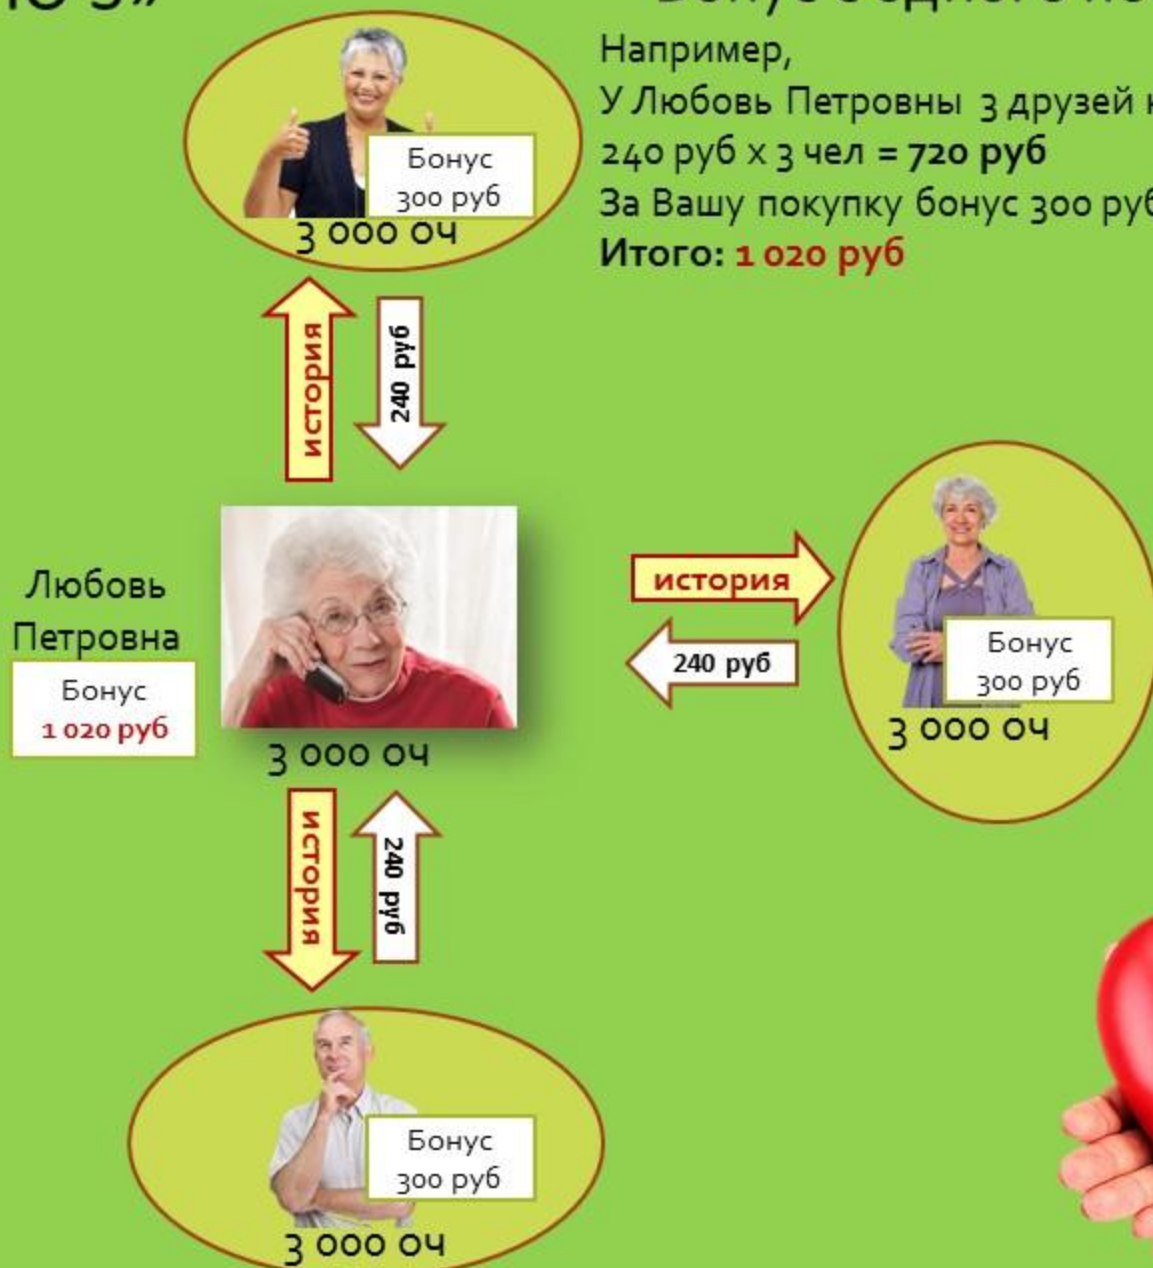 Например,
У Любовь Петровны 3 друзей
240 руб х 3 чел = 720 руб
За Вашу покупку бонус 300 руб
Итого: 1 020 руб
Бонус
300 руб
3 000 оч
история
240 руб
Любовь
Петровна
Бонус
1 020 руб
3 000 оч
история
240 руб
Бонус
300 руб
3 000 оч
история
240 руб
Бонус
300 руб
3 000 оч